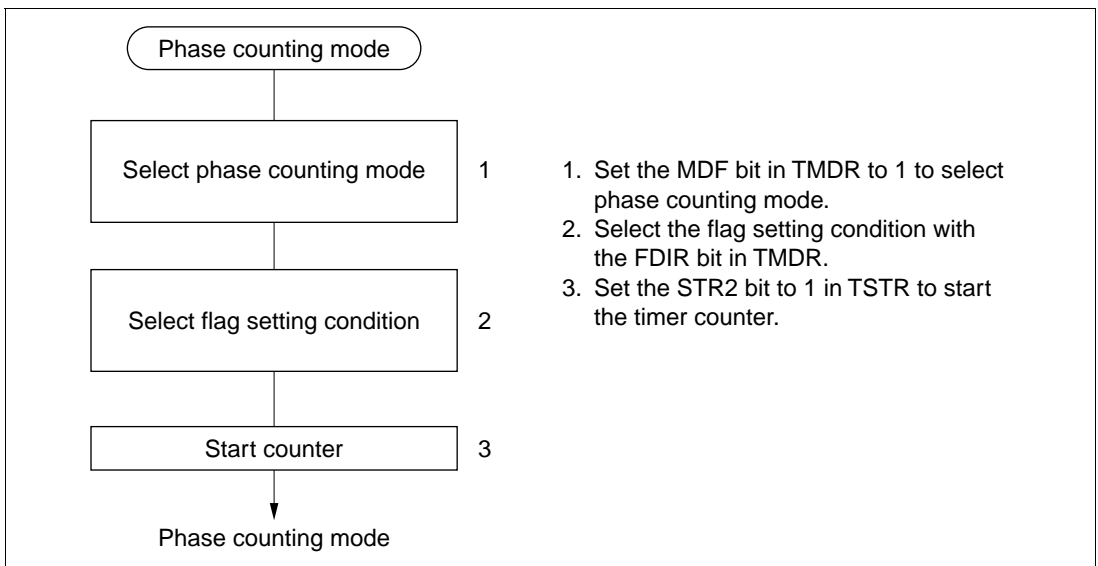 Phase counting mode
Select phase counting mode
1
Select flag setting condition
2
Start counter
3
Phase counting mode
1. Set the MDF bit in TMDR to 1 to select
phase counting mode.
2. Select the flag setting condition with
the FDIR bit in TMDR.
3. Set the STR2 bit to 1 in TSTR to start
the timer counter.